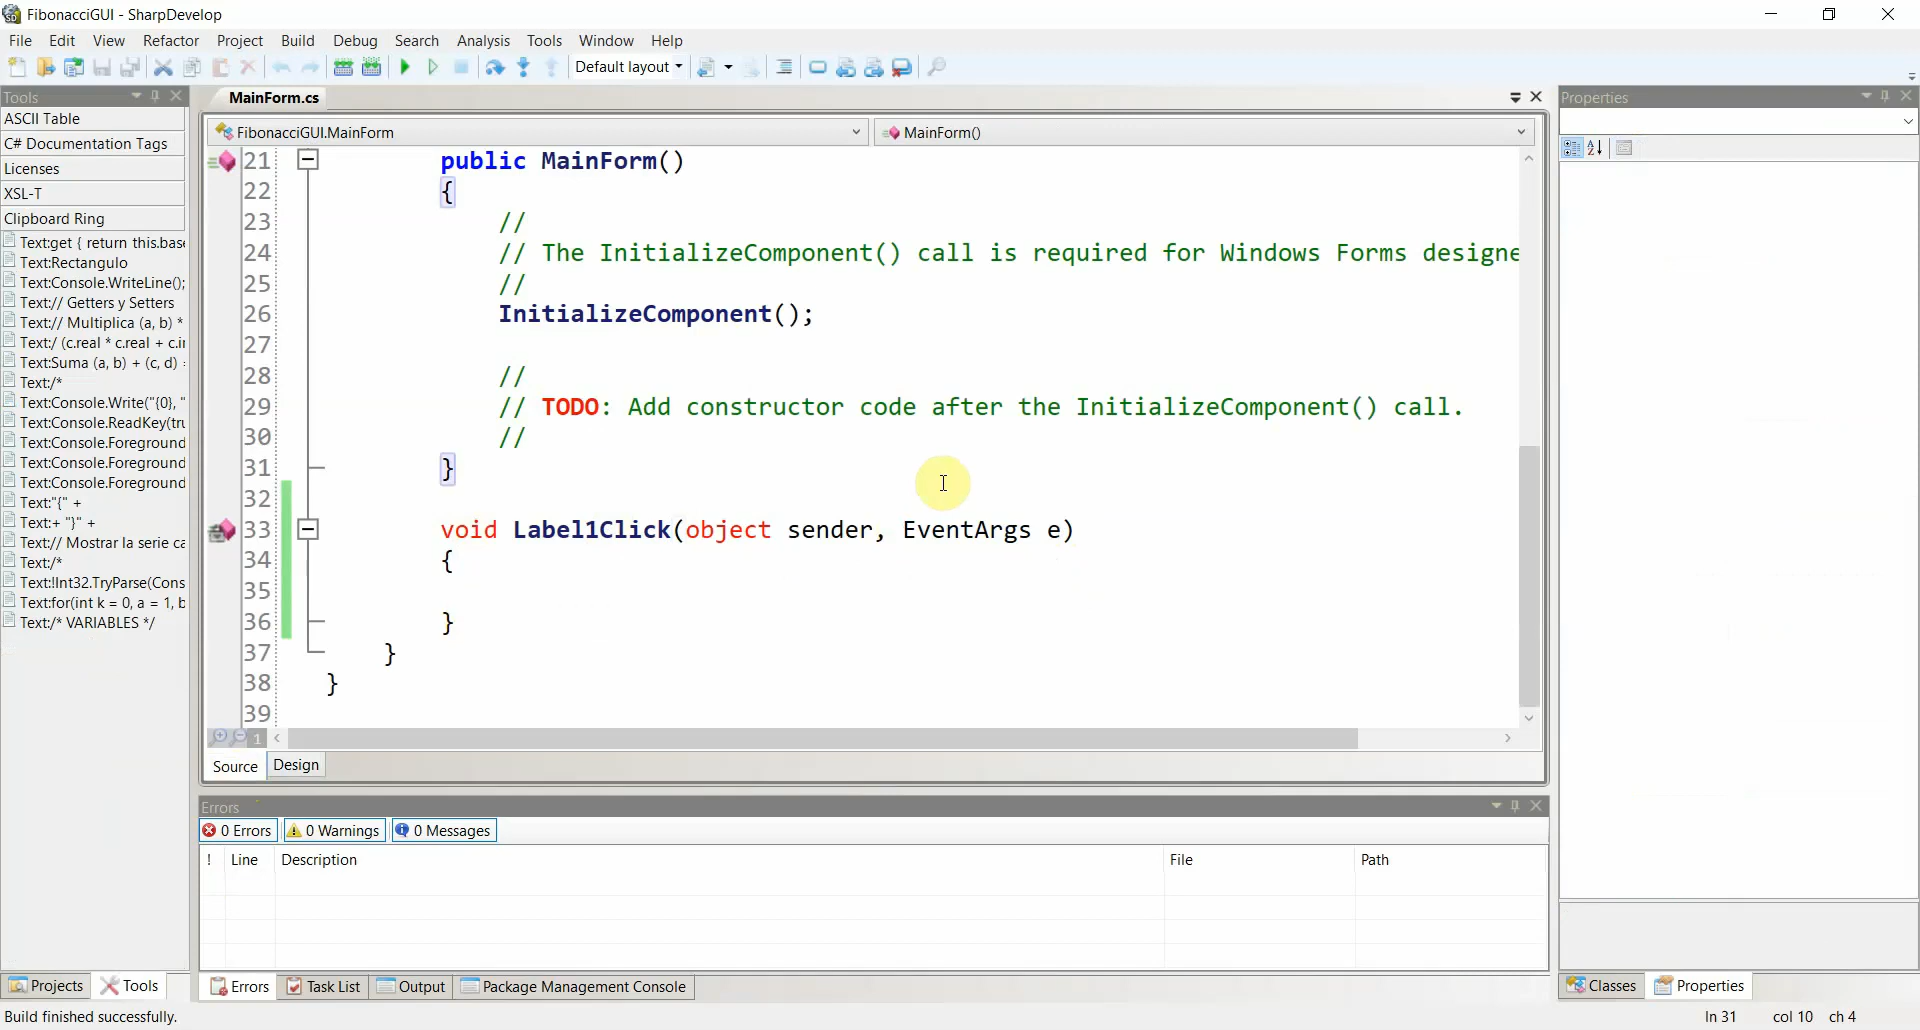 FibonacciGUI - SharpDevelop
File Edit View Refactor Project Build Debug Search Analysis Tools Window Help
Default layout
Tools
ASCII Table
C# Documentation Tags
Licenses
XSL-T
Clipboard Ring
Text:get { return this.base
Text:Rectangulo
Text:Console.WriteLine();
Text:// Getters y Setters
Text:// Multiplica (a, b) *
Text:/ (c.real * c.real + c.i
Text:Suma (a, b) + (c, d)
Text:/*
Text:Console.Write("{0}, "
Text:Console.ReadKey(tru
Text:Console.Foreground
Text:Console.Foreground
Text:Console.Foreground
Text:"{" +
Text:+ "}" +
Text:// Mostrar la serie ca
Text:/*
Text:!Int32.TryParse(Cons
Text:for(int k = 0, a = 1, b
Text:/* VARIABLES */
Projects Tools
MainForm.cs
FibonacciGUI.MainForm MainForm()
21 public MainForm()
22 {
23 //
24 // The InitializeComponent() call is required for Windows Forms designe
25 //
26 InitializeComponent();
27
28 //
29 // TODO: Add constructor code after the InitializeComponent() call.
30 //
31 }
32
33 void Label1Click(object sender, EventArgs e)
34 {
35
36 }
37 }
38 }
39
1
Source Design
Errors
0 Errors 0 Warnings 0 Messages
! Line Description File Path
Errors Task List Output Package Management Console
Properties
Classes Properties
Build finished successfully. ln 31 col 10 ch 4